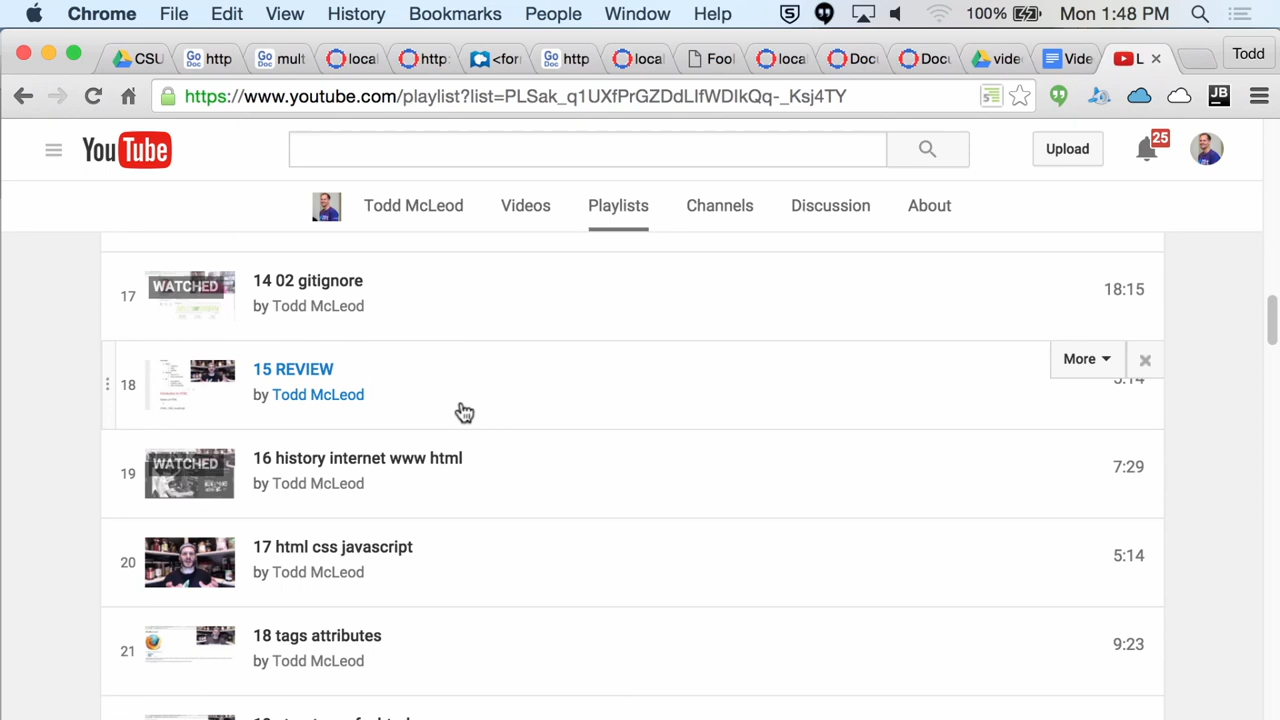 Chrome File Edit View History Bookmarks People Window Help 100% Mon 1:48 PM
CSU http mult loca http: <for http loca Foo loca Docu Docu vide Vide L Todd
https://www.youtube.com/playlist?list=PLSak_q1UXfPrGZDdLIfWDIkQq-_Ksj4TY
YouTube Upload 25
Todd McLeod Videos Playlists Channels Discussion About
17 WATCHED 14 02 gitignore 18:15
by Todd McLeod
18 15 REVIEW More
by Todd McLeod
19 WATCHED 16 history internet www html 7:29
by Todd McLeod
20 17 html css javascript 5:14
by Todd McLeod
21 18 tags attributes 9:23
by Todd McLeod